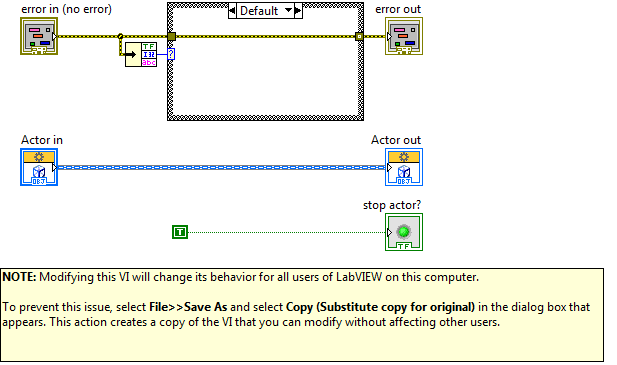 error in (no error)
Default
error out
TF
I32
abc
?
Actor in
OBJ
Actor out
OBJ
stop actor?
T
TF
NOTE: Modifying this VI will change its behavior for all users of LabVIEW on this computer.
To prevent this issue, select File>>Save As and select Copy (Substitute copy for original) in the dialog box that
appears. This action creates a copy of the VI that you can modify without affecting other users.